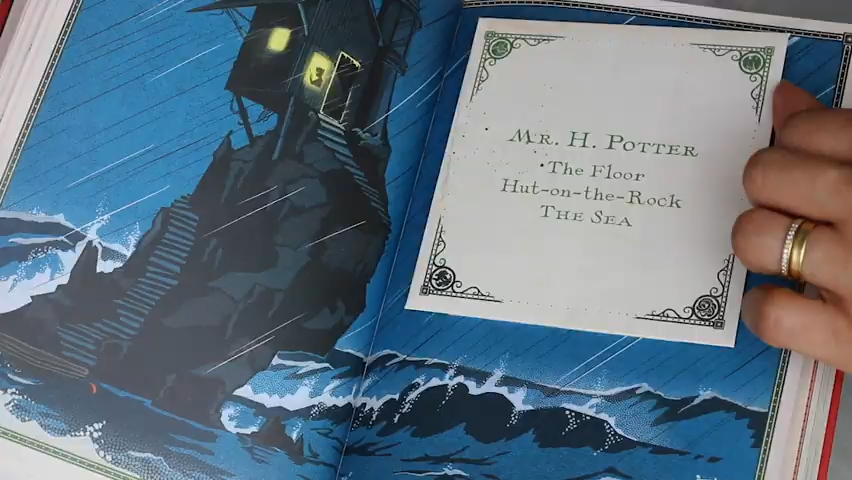 Mr. H. Potter
The Floor
Hut-on-the-Rock
The Sea